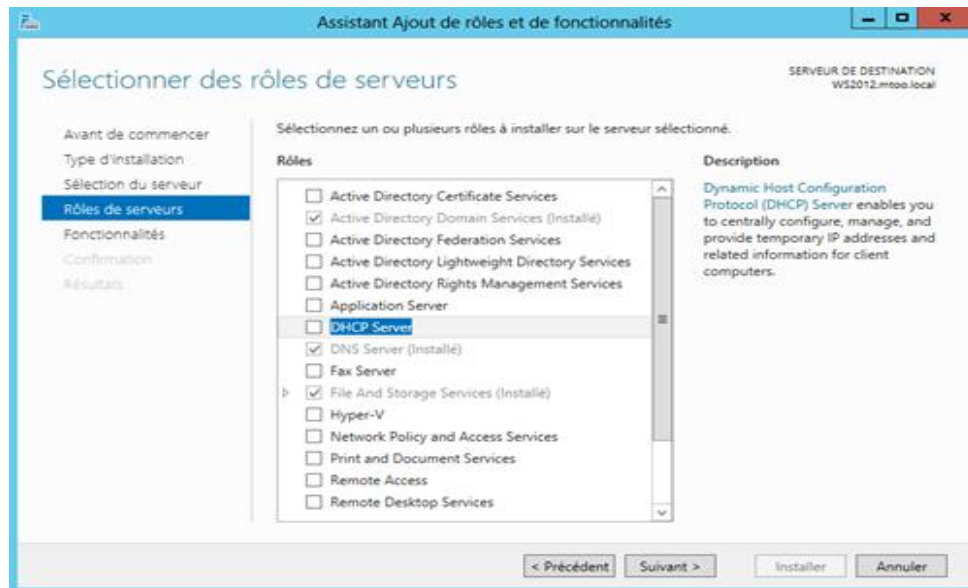 Assistant Ajout de rôles et de fonctionnalités
Sélectionner des rôles de serveurs
SERVEUR DE DESTINATION
WS2012.mtoo.local
Avant de commencer
Type d'installation
Sélection du serveur
Rôles de serveurs
Fonctionnalités
Confirmation
Résultats
Sélectionnez un ou plusieurs rôles à installer sur le serveur sélectionné.
Rôles
Active Directory Certificate Services
Active Directory Domain Services (Installé)
Active Directory Federation Services
Active Directory Lightweight Directory Services
Active Directory Rights Management Services
Application Server
DHCP Server
DNS Server (Installé)
Fax Server
File And Storage Services (Installé)
Hyper-V
Network Policy and Access Services
Print and Document Services
Remote Access
Remote Desktop Services
Description
Dynamic Host Configuration
Protocol (DHCP) Server enables you
to centrally configure, manage, and
provide temporary IP addresses and
related information for client
computers.
< Précédent
Suivant >
Installer
Annuler